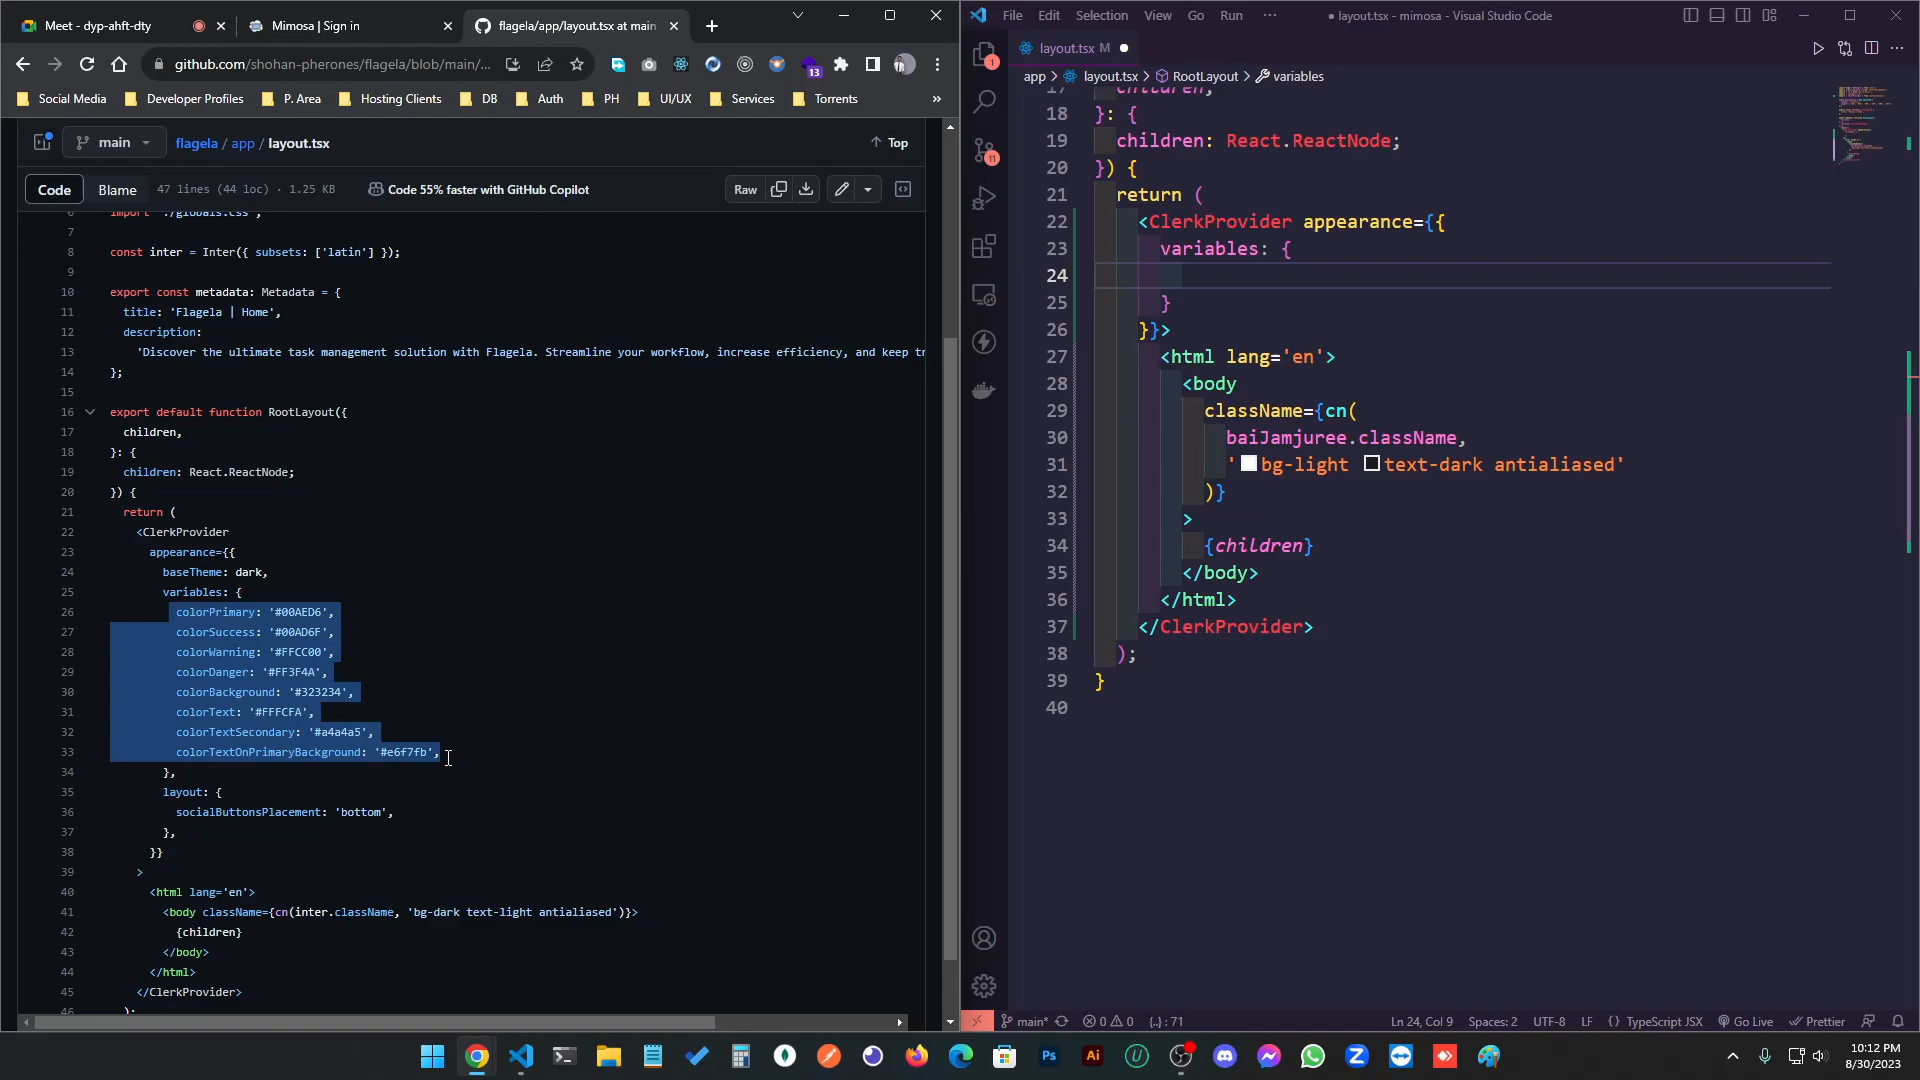 Meet - dyp-ahft-dty
Mimosa | Sign in
flagela/app/layout.tsx at main
github.com/shohan-pherones/flagela/blob/main/...
13
Social Media
Developer Profiles
P. Area
Hosting Clients
DB
Auth
PH
UI/UX
Services
Torrents
»
main
flagela / app / layout.tsx
Top
Code
Blame
47 lines (44 loc) · 1.25 KB
Code 55% faster with GitHub Copilot
Raw
6 import './globals.css';
7
8 const inter = Inter({ subsets: ['latin'] });
9
10 export const metadata: Metadata = {
11 title: 'Flagela | Home',
12 description:
13 'Discover the ultimate task management solution with Flagela. Streamline your workflow, increase efficiency, and keep tr
14 };
15
16 export default function RootLayout({
17 children,
18 }: {
19 children: React.ReactNode;
20 }) {
21 return (
22 <ClerkProvider
23 appearance={{
24 baseTheme: dark,
25 variables: {
26 colorPrimary: '#00AED6',
27 colorSuccess: '#00AD6F',
28 colorWarning: '#FFCC00',
29 colorDanger: '#FF3F4A',
30 colorBackground: '#323234',
31 colorText: '#FFFCFA',
32 colorTextSecondary: '#a4a4a5',
33 colorTextOnPrimaryBackground: '#e6f7fb',
34 },
35 layout: {
36 socialButtonsPlacement: 'bottom',
37 },
38 }}
39 >
40 <html lang='en'>
41 <body className={cn(inter.className, 'bg-dark text-light antialiased')}>
42 {children}
43 </body>
44 </html>
45 </ClerkProvider>
46 );
File Edit Selection View Go Run ···
● layout.tsx - mimosa - Visual Studio Code
layout.tsx M
app > layout.tsx > RootLayout > variables
1
11
17 children,
18 }: {
19 children: React.ReactNode;
20 }) {
21 return (
22 <ClerkProvider appearance={{
23 variables: {
24
25 }
26 }}>
27 <html lang='en'>
28 <body
29 className={cn(
30 baiJamjuree.className,
31 'bg-light text-dark antialiased'
32 )}
33 >
34 {children}
35 </body>
36 </html>
37 </ClerkProvider>
38 );
39 }
40
main*
0 0
{..} : 71
Ln 24, Col 9
Spaces: 2
UTF-8
LF
{} TypeScript JSX
Go Live
Prettier
Ps
Ai
10:12 PM
8/30/2023